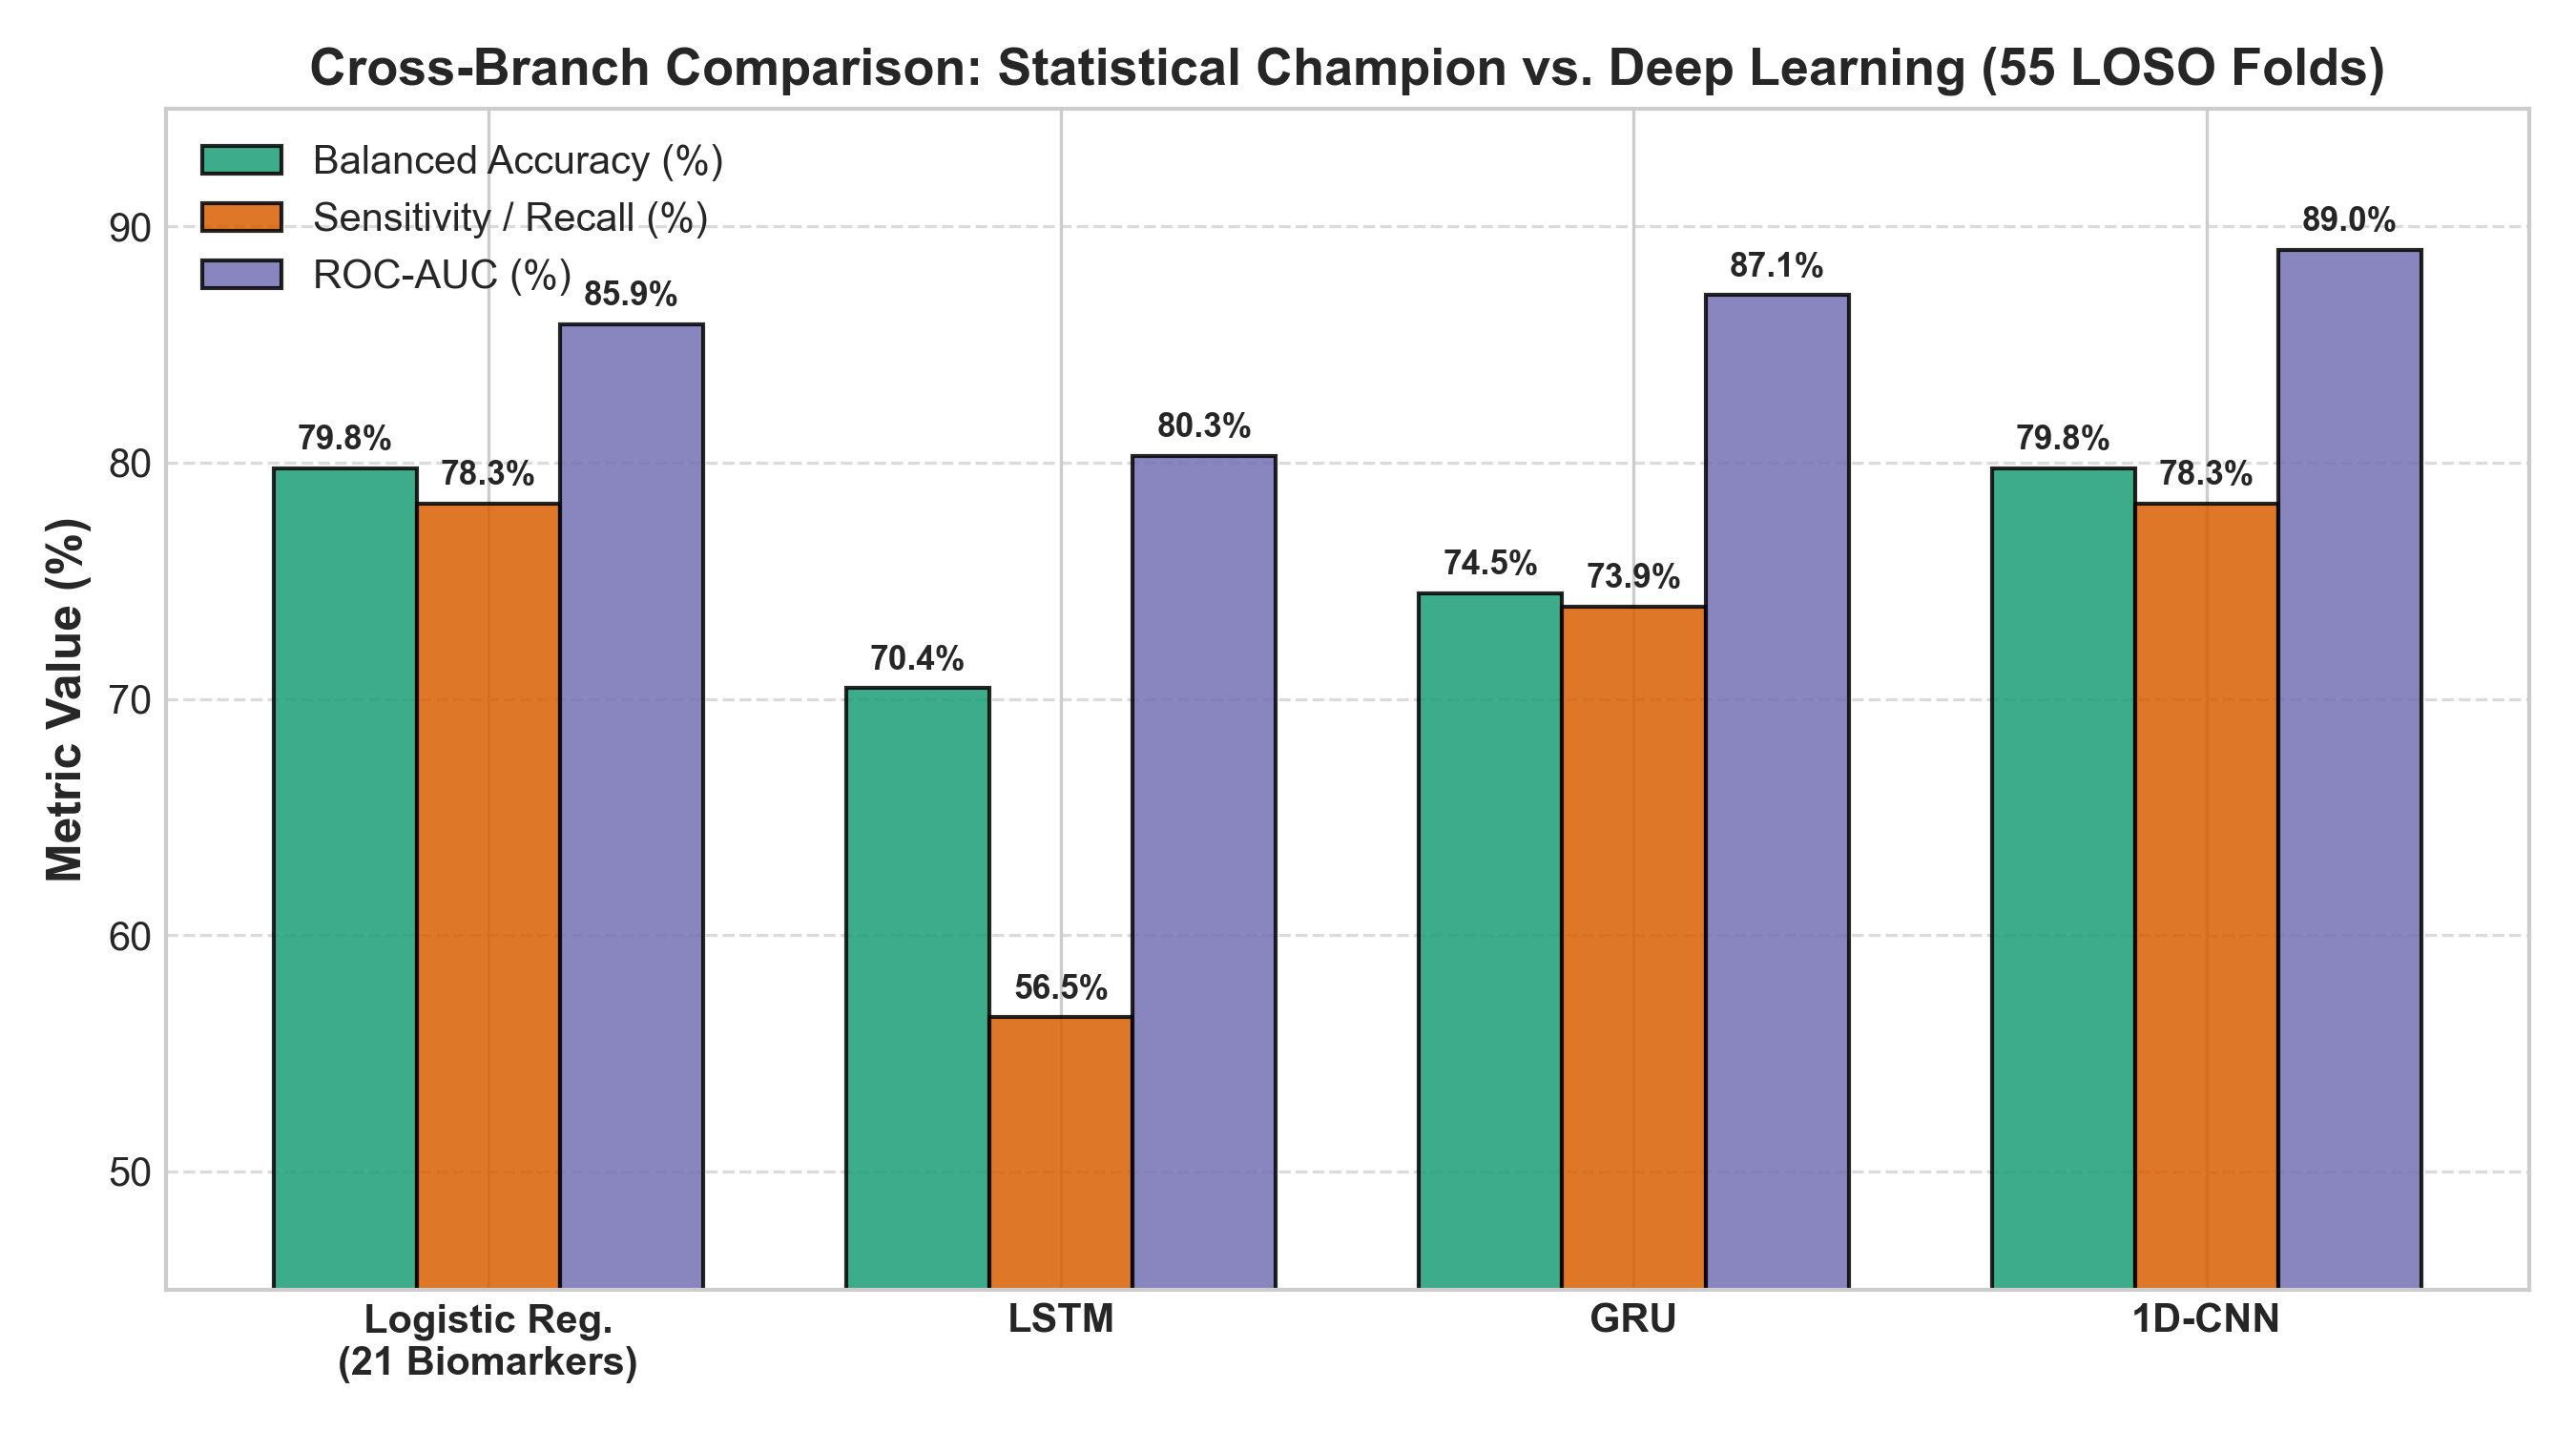 Cross-Branch Comparison: Statistical Champion vs. Deep Learning (55 LOSO Folds)
Balanced Accuracy (%)
Sensitivity / Recall (%)
ROC-AUC (%)
Metric Value (%)
90
80
70
60
50
79.8%
78.3%
85.9%
70.4%
56.5%
80.3%
74.5%
73.9%
87.1%
79.8%
78.3%
89.0%
Logistic Reg.
(21 Biomarkers)
LSTM
GRU
1D-CNN